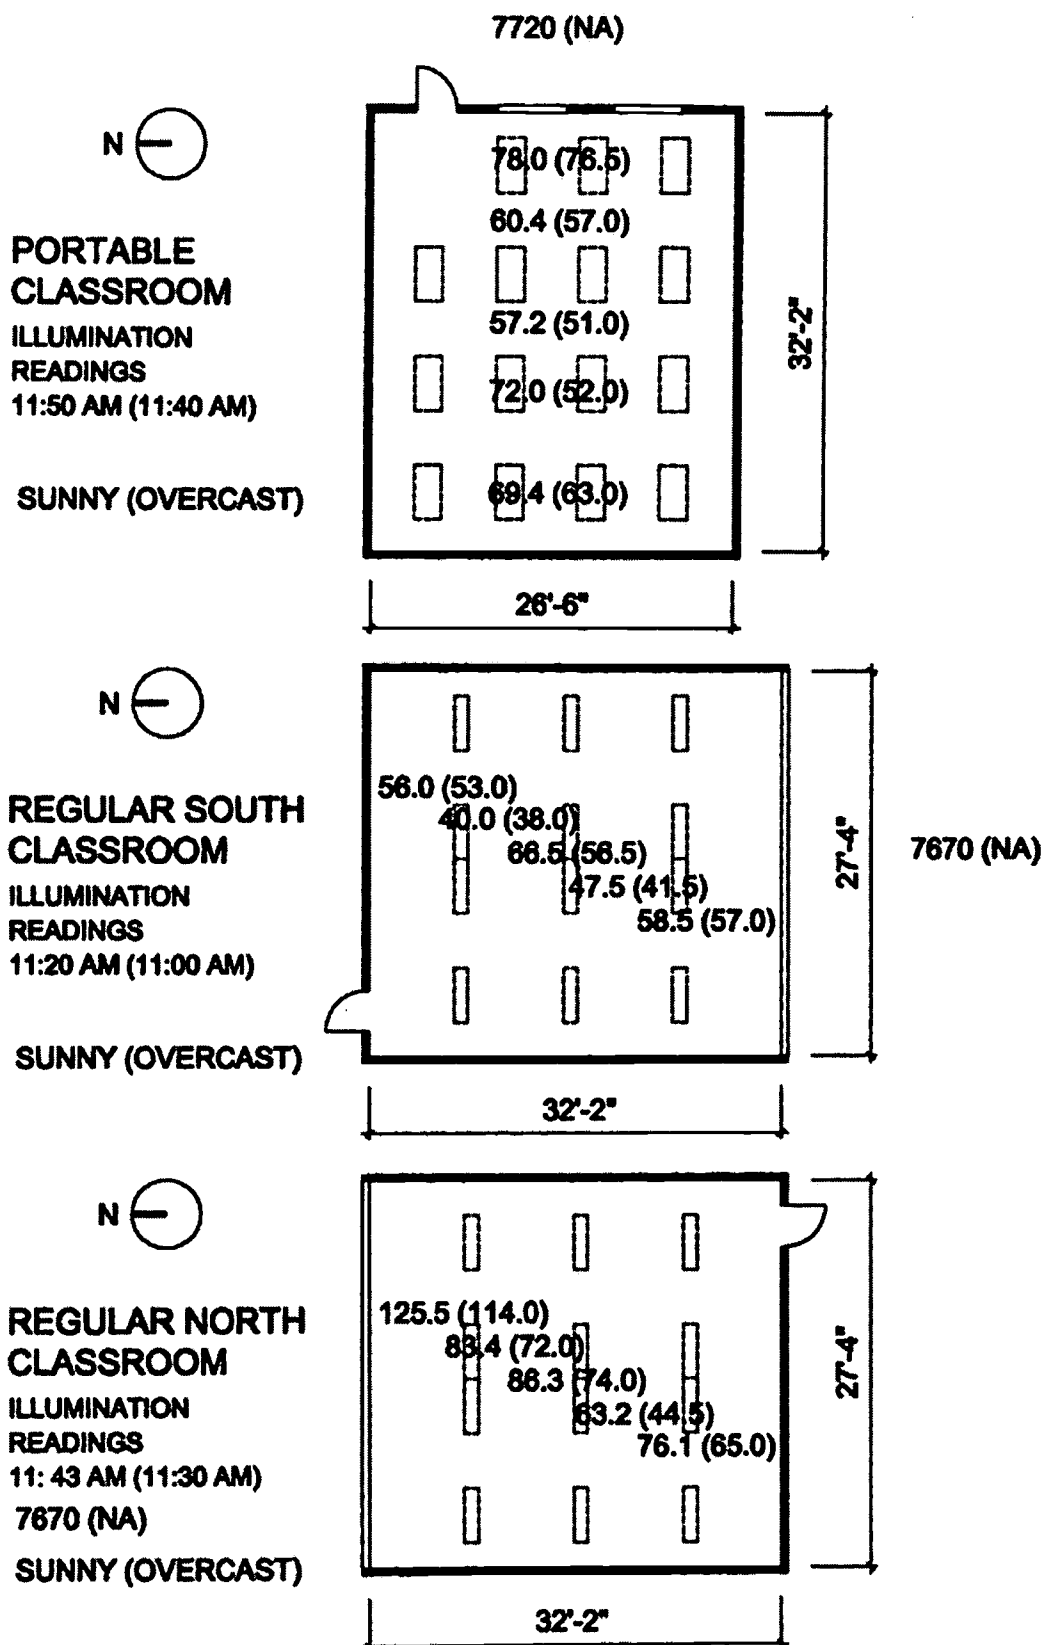 7720 (NA)
N
78.0 (76.5)
60.4 (57.0)
PORTABLE
CLASSROOM
ILLUMINATION
READINGS
11:50 AM (11:40 AM)
57.2 (51.0)
32'-2"
72.0 (52.0)
SUNNY (OVERCAST)
69.4 (63.0)
26'-6"
N
REGULAR SOUTH
CLASSROOM
ILLUMINATION
READINGS
11:20 AM (11:00 AM)
SUNNY (OVERCAST)
56.0 (53.0)
40.0 (38.0)
66.5 (56.5)
47.5 (41.5)
58.5 (57.0)
27'-4"
7670 (NA)
32'-2"
N
REGULAR NORTH
CLASSROOM
ILLUMINATION
READINGS
11: 43 AM (11:30 AM)
7670 (NA)
SUNNY (OVERCAST)
125.5 (114.0)
83.4 (72.0)
86.3 (74.0)
63.2 (44.5)
76.1 (65.0)
27'-4"
32'-2"